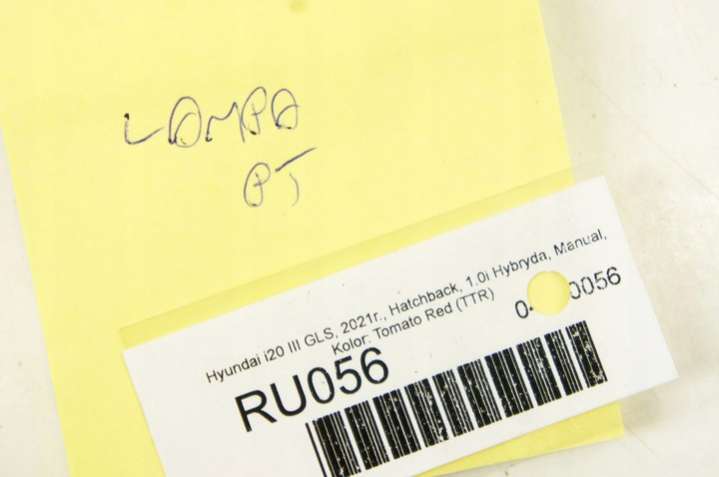 LAMPA
PT
Hyundai i20 III GLS, 2021r., Hatchback, 1.0i Hybryda, Manual,
Kolor: Tomato Red (TTR)
RU056